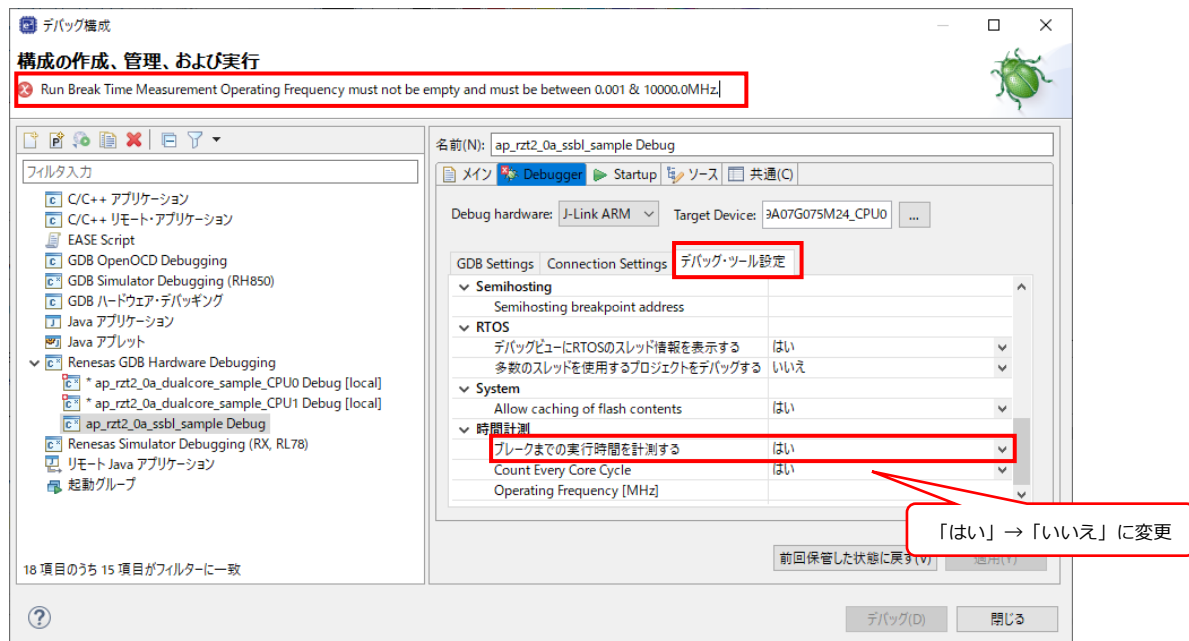 デバッグ構成
構成の作成、管理、および実行
Run Break Time Measurement Operating Frequency must not be empty and must be between 0.001 & 10000.0MHz.
フィルタ入力
C/C++ アプリケーション
C/C++ リモート・アプリケーション
EASE Script
GDB OpenOCD Debugging
GDB Simulator Debugging (RH850)
GDB ハードウェア・デバッギング
Java アプリケーション
Java アプレット
Renesas GDB Hardware Debugging
* ap_rzt2_0a_dualcore_sample_CPU0 Debug [local]
* ap_rzt2_0a_dualcore_sample_CPU1 Debug [local]
ap_rzt2_0a_ssbl_sample Debug
Renesas Simulator Debugging (RX, RL78)
リモート Java アプリケーション
起動グループ
18 項目のうち 15 項目がフィルターに一致
名前(N): ap_rzt2_0a_ssbl_sample Debug
メイン Debugger Startup ソース 共通(C)
Debug hardware: J-Link ARM Target Device: 9A07G075M24_CPU0 ...
GDB Settings Connection Settings デバッグ・ツール設定
Semihosting
Semihosting breakpoint address
RTOS
デバッグビューにRTOSのスレッド情報を表示する はい
多数のスレッドを使用するプロジェクトをデバッグする いいえ
System
Allow caching of flash contents はい
時間計測
ブレークまでの実行時間を計測する はい
Count Every Core Cycle はい
Operating Frequency [MHz]
「はい」→「いいえ」に変更
前回保管した状態に戻す(V) 適用(Y)
デバッグ(D) 閉じる